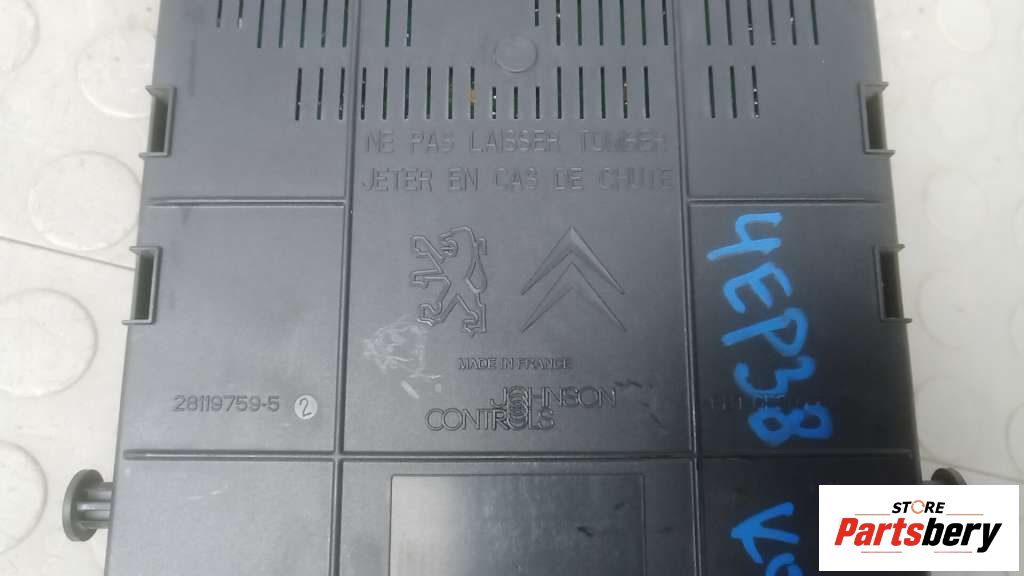 NE PAS LAISSER TOMBER
JETER EN CAS DE CHUTE
MADE IN FRANCE
28119759-5 2
JOHNSON
CONTROLS
4EP38
STORE
Partsbery